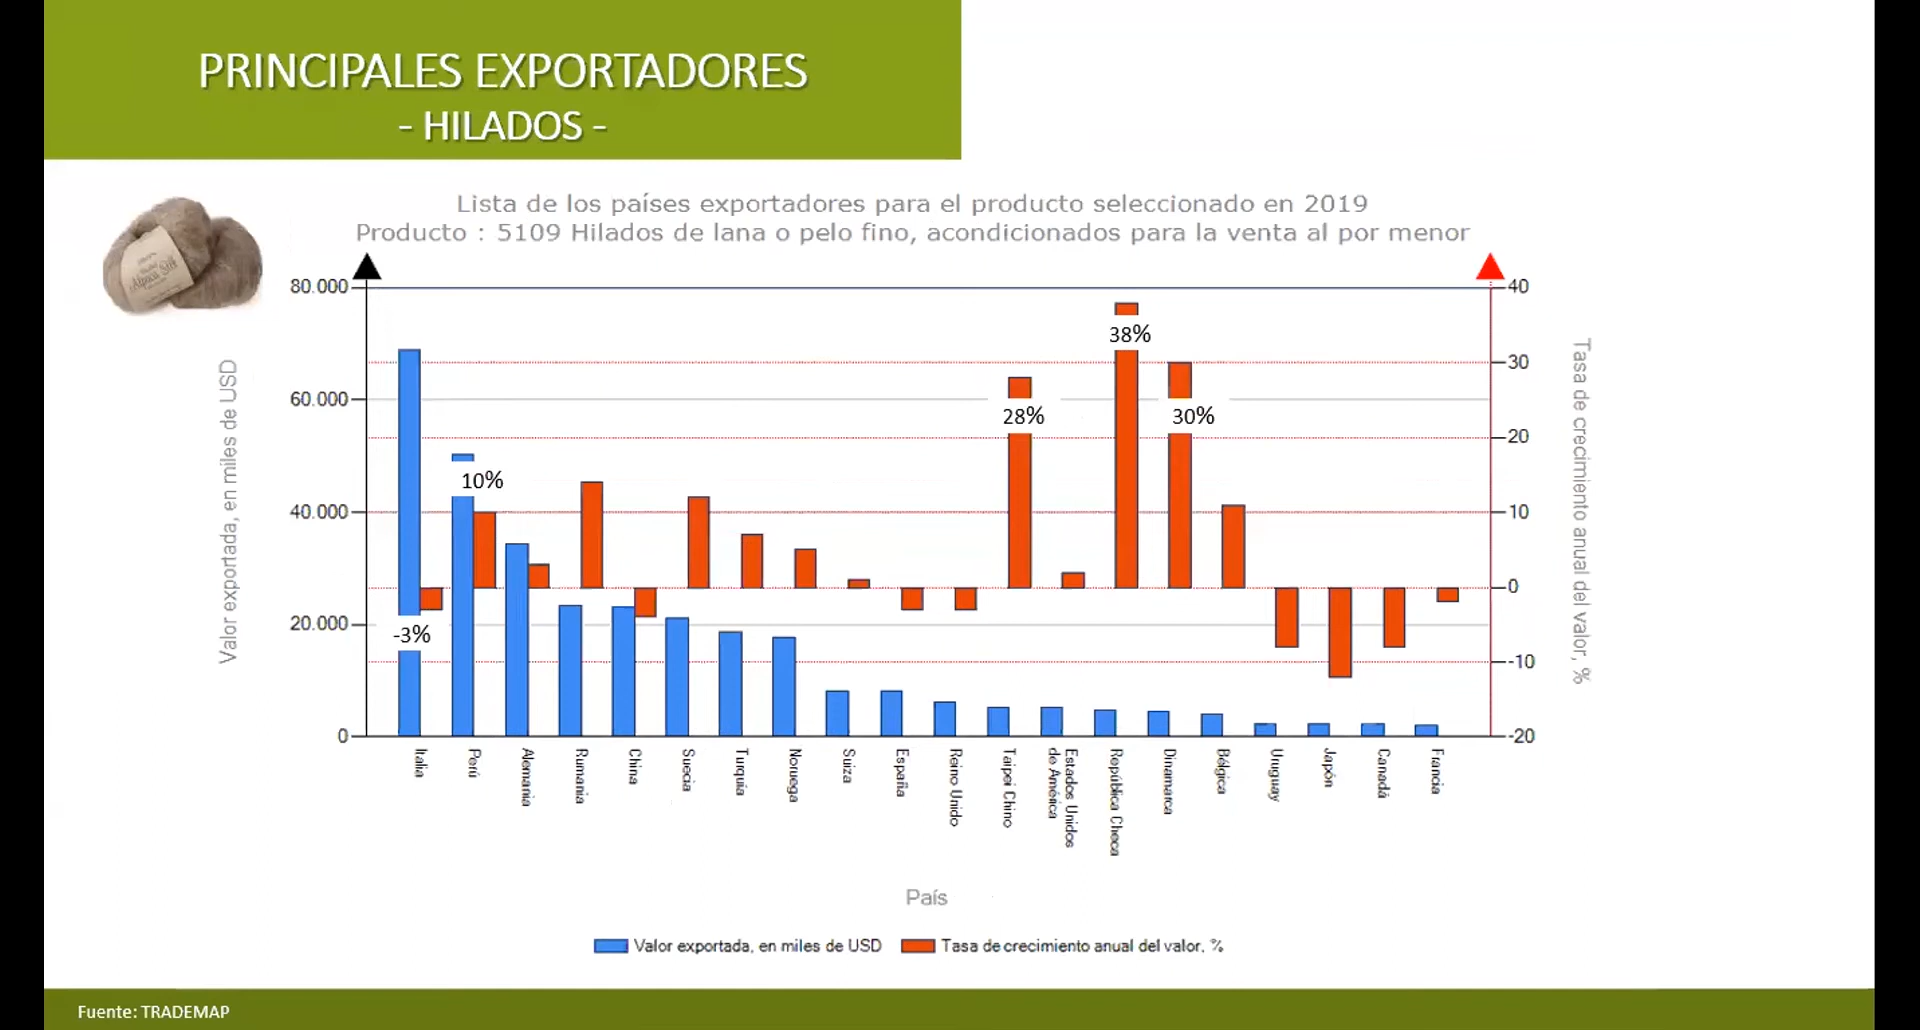 PRINCIPALES EXPORTADORES
- HILADOS -
Lista de los países exportadores para el producto seleccionado en 2019
Producto : 5109 Hilados de lana o pelo fino, acondicionados para la venta al por menor
80.000
60.000
40.000
20.000
0
Valor exportada, en miles de USD
40
30
20
10
0
-10
-20
Tasa de crecimiento anual del valor, %
-3%
10%
28%
38%
30%
Italia
Perú
Alemania
Rumania
China
Suecia
Turquía
Noruega
Suiza
España
Reino Unido
Taipei Chino
Estados Unidos
de América
República Checa
Dinamarca
Bélgica
Uruguay
Japón
Canadá
Francia
País
Valor exportada, en miles de USD
Tasa de crecimiento anual del valor, %
Fuente: TRADEMAP